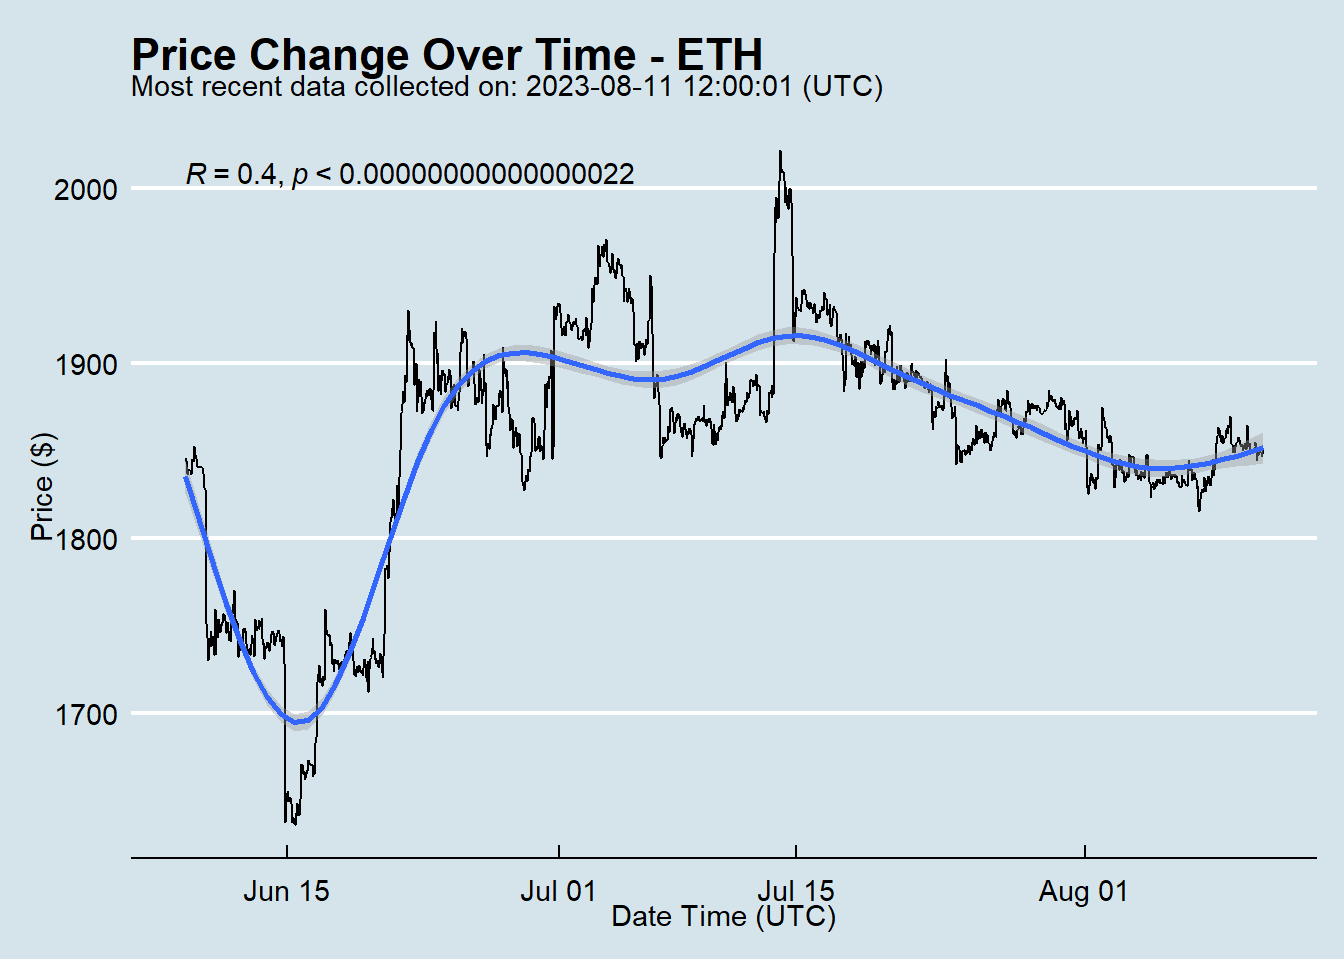 Price Change Over Time - ETH
Most recent data collected on: 2023-08-11 12:00:01 (UTC)
R = 0.4, p < 0.00000000000000022
2000
1900
1800
1700
Price ($)
Jun 15
Jul 01
Jul 15
Aug 01
Date Time (UTC)